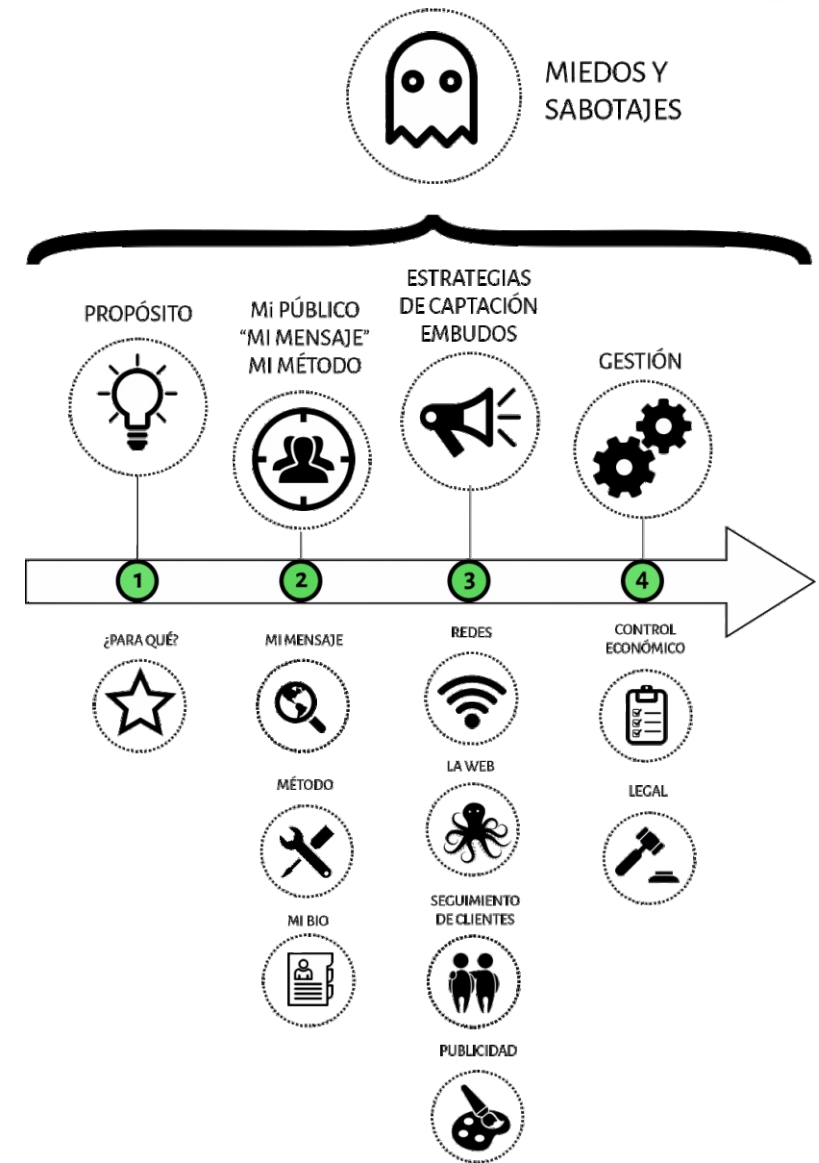 MIEDOS Y
SABOTAJES
PROPÓSITO
Mi PÚBLICO
“MI MENSAJE”
MI MÉTODO
ESTRATEGIAS
DE CAPTACIÓN
EMBUDOS
GESTIÓN
1
2
3
4
¿PARA QUÉ?
MI MENSAJE
MÉTODO
MI BIO
REDES
LA WEB
SEGUIMIENTO
DE CLIENTES
PUBLICIDAD
CONTROL
ECONÓMICO
LEGAL